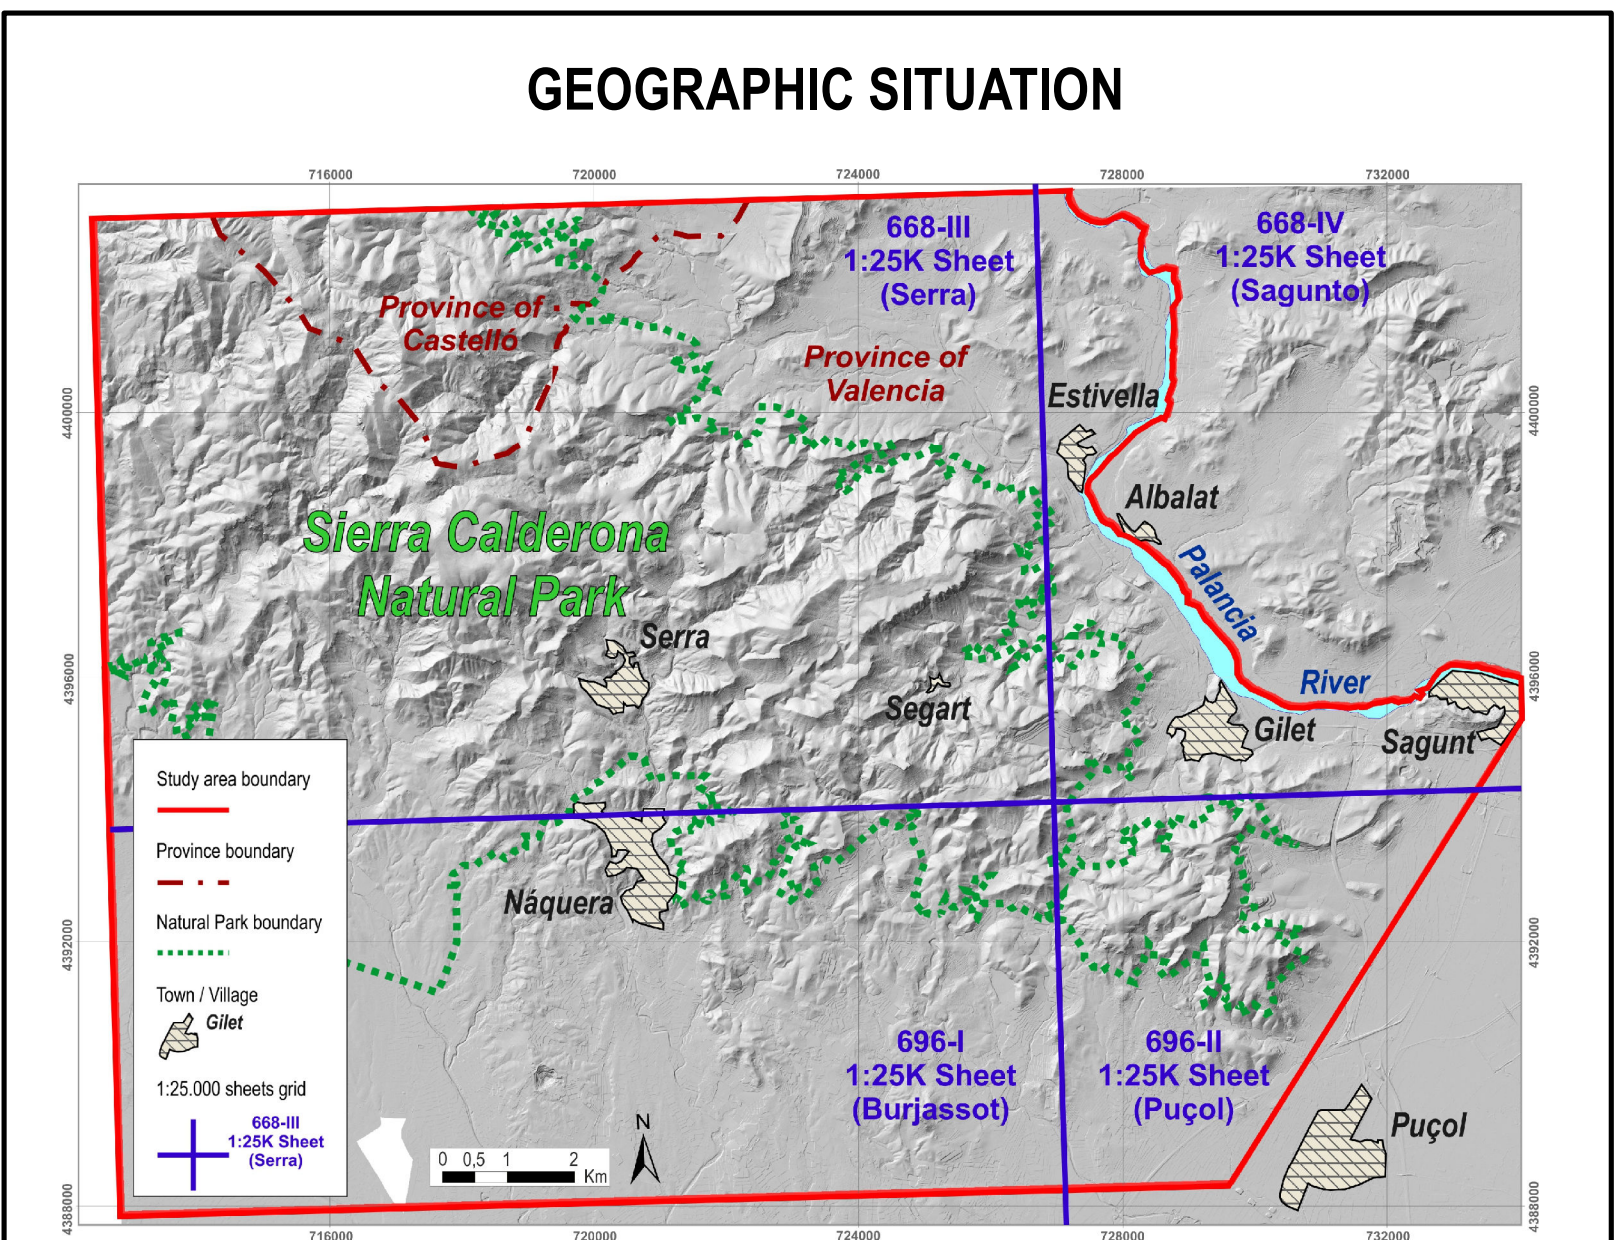 GEOGRAPHIC SITUATION
716000
720000
724000
728000
732000
668-III
1:25K Sheet
(Serra)
668-IV
1:25K Sheet
(Sagunto)
Province of
Castelló
Province of
Valencia
Estivella
4400000
4400000
Albalat
Sierra Calderona
Natural Park
Palancia
River
Serra
4396000
4396000
Segart
Gilet
Sagunt
Study area boundary
Province boundary
Natural Park boundary
Town / Village
Gilet
1:25.000 sheets grid
668-III
1:25K Sheet
(Serra)
Náquera
4392000
4392000
696-I
1:25K Sheet
(Burjassot)
696-II
1:25K Sheet
(Puçol)
Puçol
N
0 0,5 1 2
Km
4388000
4388000
716000
720000
724000
728000
732000